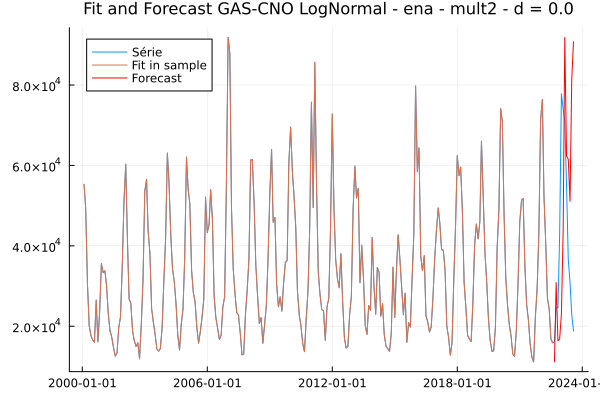 Fit and Forecast GAS-CNO LogNormal - ena - mult2 - d = 0.0
Série
Fit in sample
Forecast
8.0×10⁴
6.0×10⁴
4.0×10⁴
2.0×10⁴
2000-01-01 2006-01-01 2012-01-01 2018-01-01 2024-01-